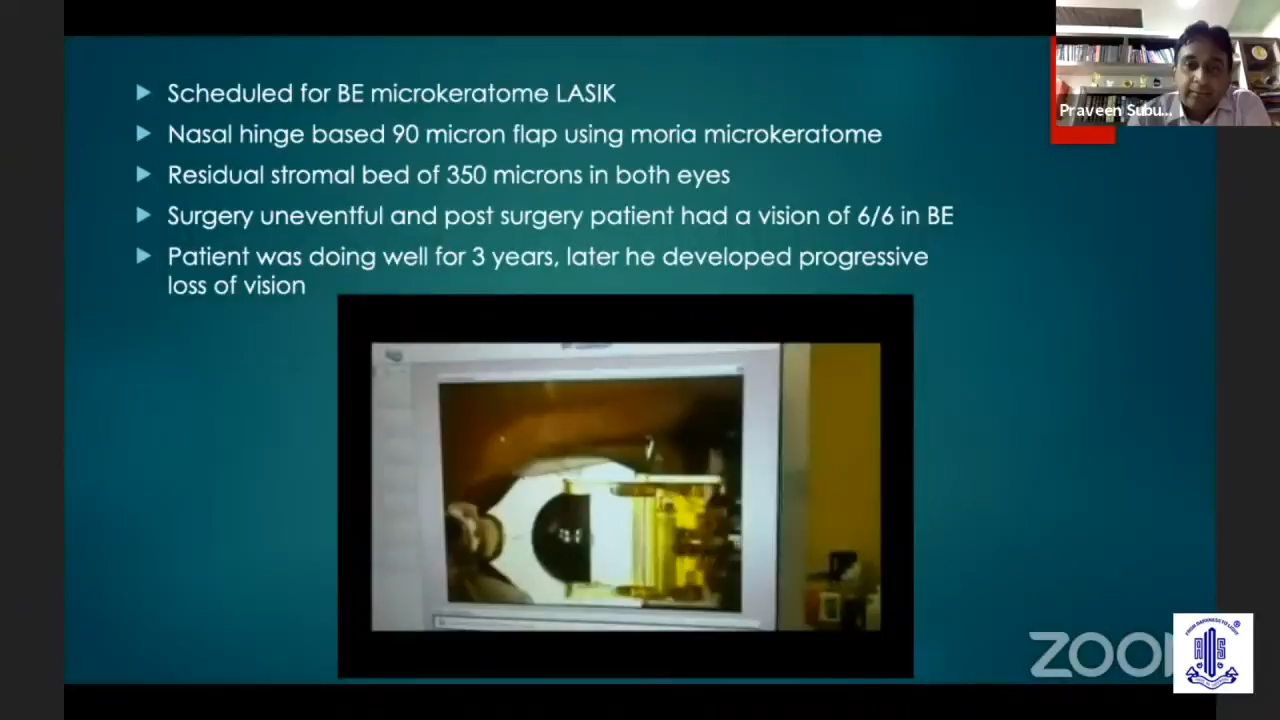 Scheduled for BE microkeratome LASIK
Nasal hinge based 90 micron flap using moria microkeratome
Residual stromal bed of 350 microns in both eyes
Surgery uneventful and post surgery patient had a vision of 6/6 in BE
Patient was doing well for 3 years, later he developed progressive
loss of vision
Praveen Subu...
ZOO